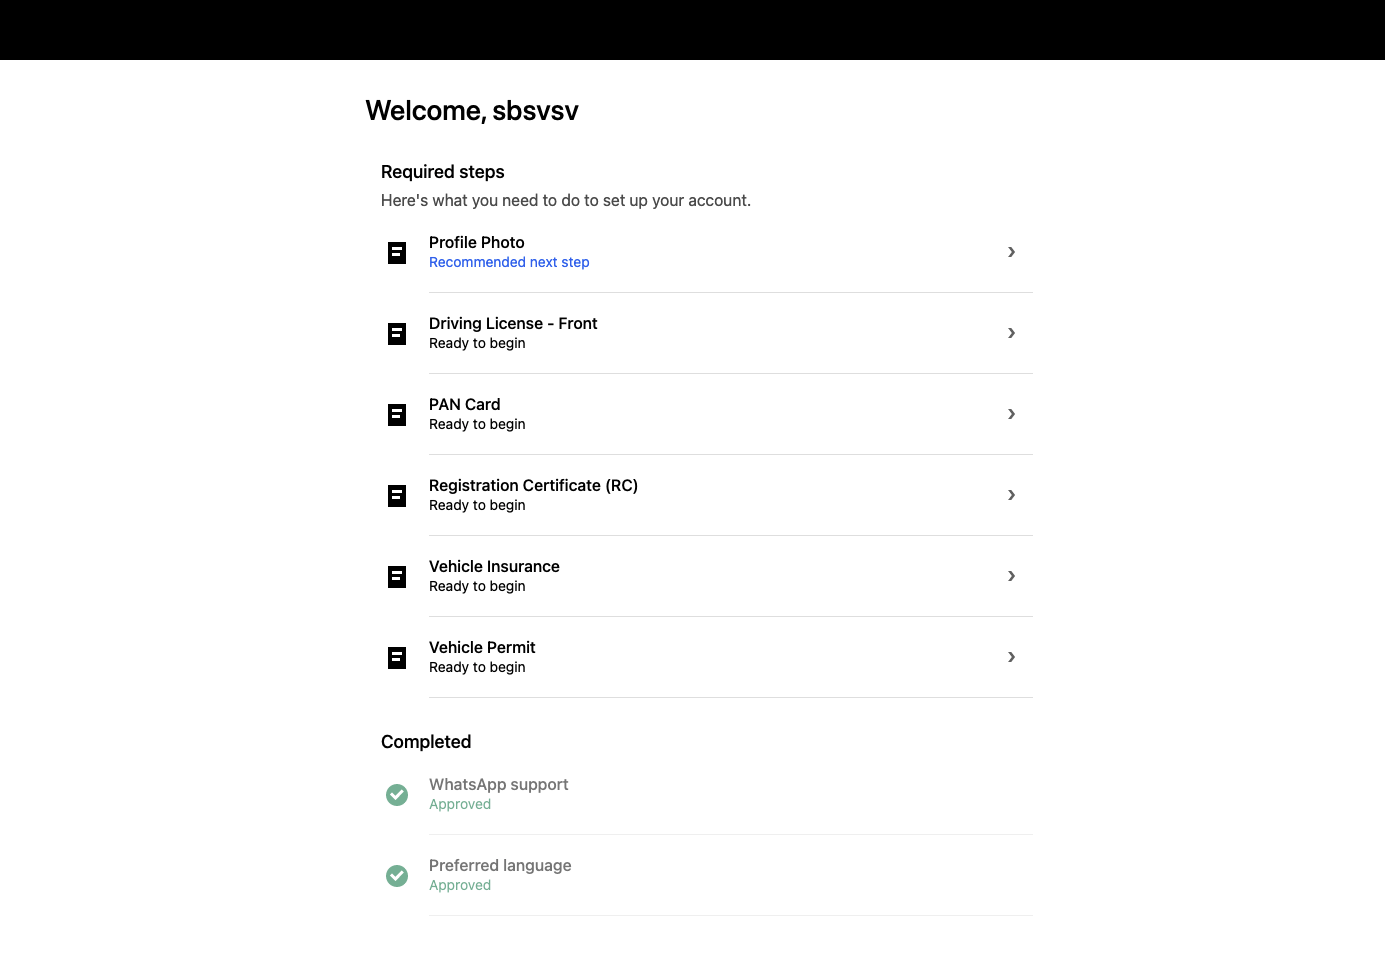 Welcome, sbsvsv
Required steps
Here's what you need to do to set up your account.
Profile Photo
Recommended next step
Driving License - Front
Ready to begin
PAN Card
Ready to begin
Registration Certificate (RC)
Ready to begin
Vehicle Insurance
Ready to begin
Vehicle Permit
Ready to begin
Completed
WhatsApp support
Approved
Preferred language
Approved